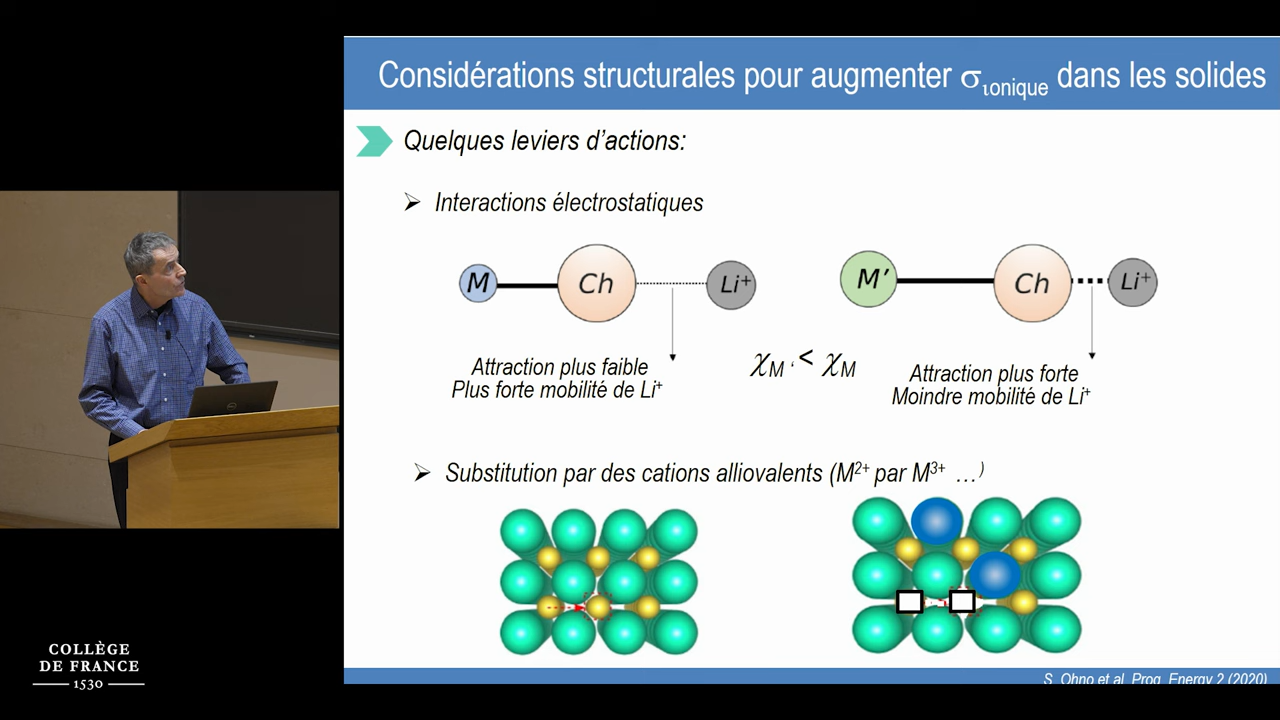 Considérations structurales pour augmenter σιonique dans les solides
Quelques leviers d'actions:
Interactions électrostatiques
M Ch Li+
M' Ch Li+
Attraction plus faible
Plus forte mobilité de Li+
χM ' < χM
Attraction plus forte
Moindre mobilité de Li+
Substitution par des cations alliovalents (M2+ par M3+ …)
COLLÈGE
DE FRANCE
1530
S. Ohno et al. Prog. Energy 2 (2020)